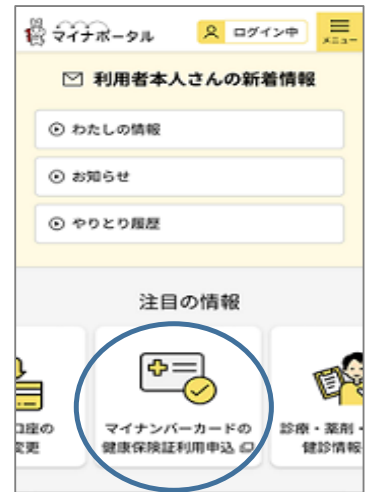 マイナポータル
ログイン中
メニュー
利用者本人さんの新着情報
わたしの情報
お知らせ
やりとり履歴
注目の情報
口座の
変更
マイナンバーカードの
健康保険証利用申込
診療・薬剤・
健診情報